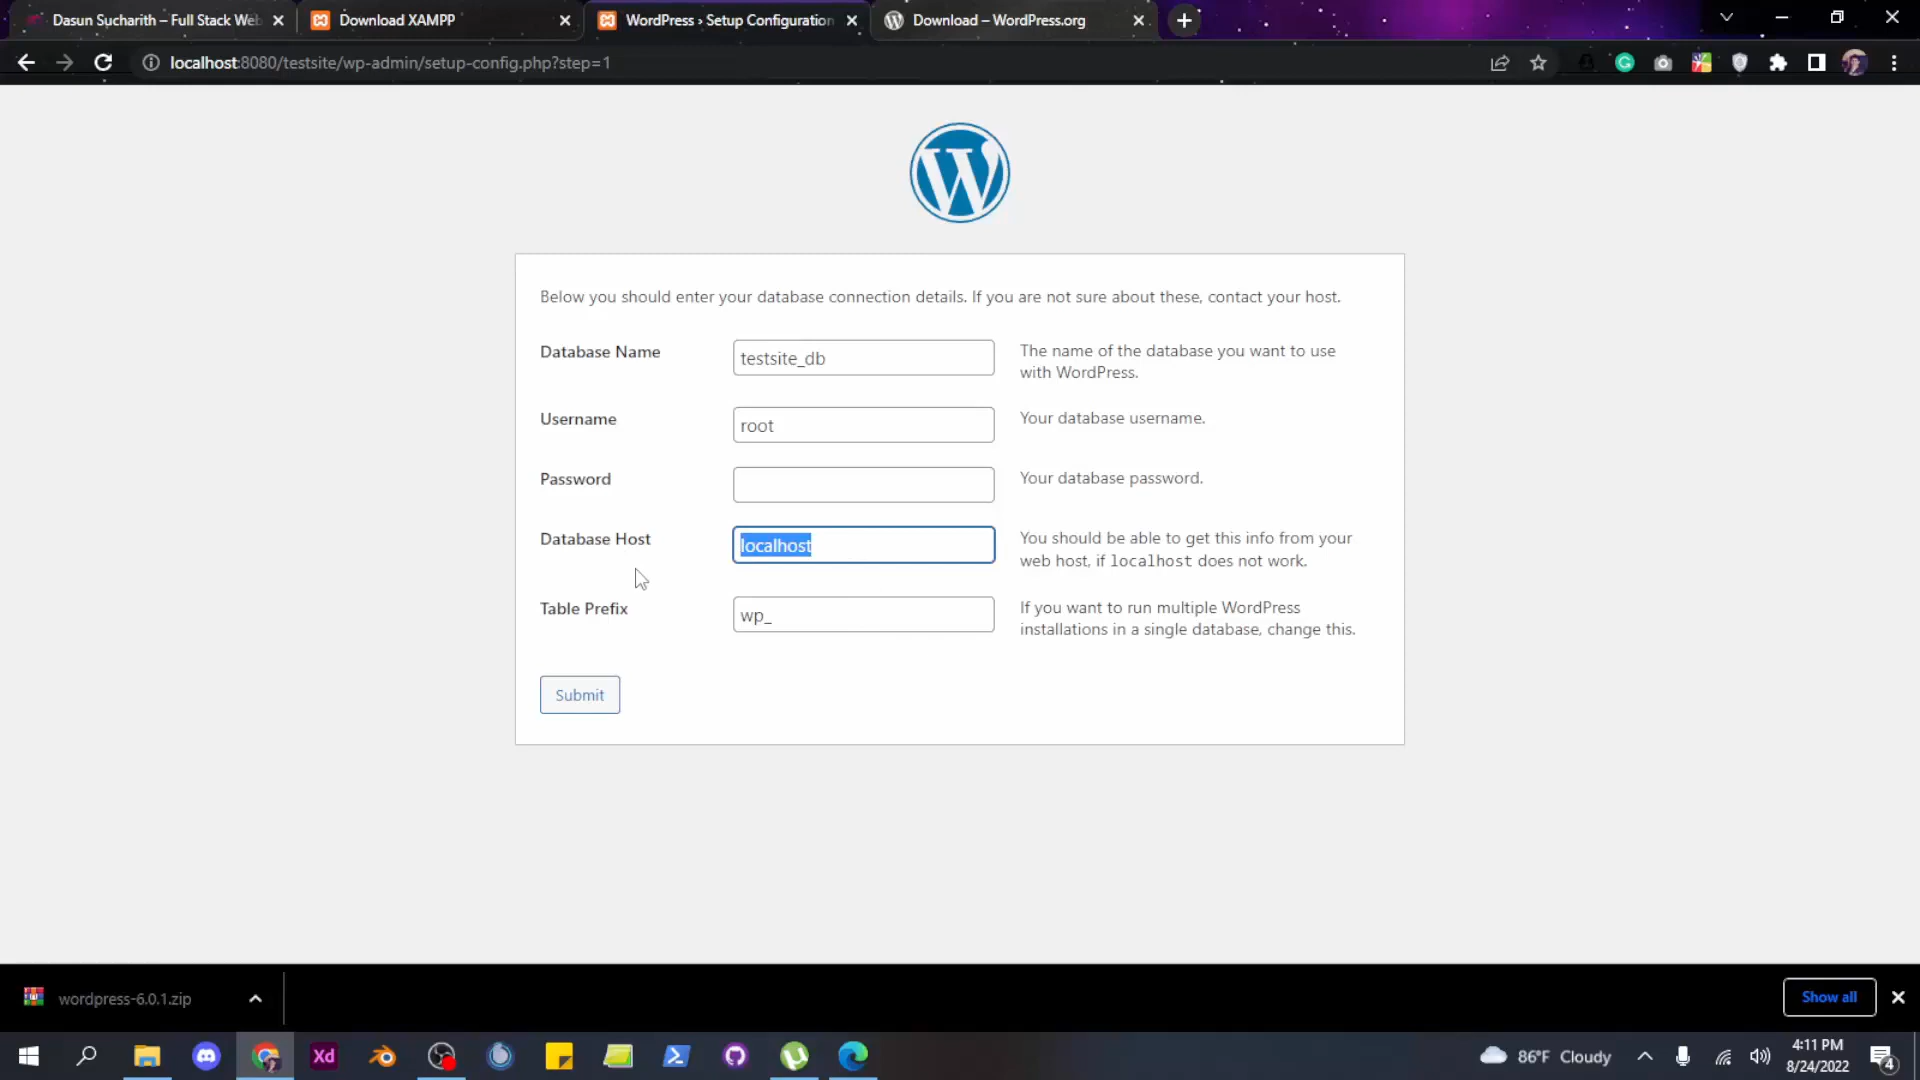 Dasun Sucharith – Full Stack Web
Download XAMPP
WordPress › Setup Configuration
Download – WordPress.org
localhost:8080/testsite/wp-admin/setup-config.php?step=1
Below you should enter your database connection details. If you are not sure about these, contact your host.
Database Name
testsite_db
The name of the database you want to use
with WordPress.
Username
root
Your database username.
Password
Your database password.
Database Host
localhost
You should be able to get this info from your
web host, if localhost does not work.
Table Prefix
wp_
If you want to run multiple WordPress
installations in a single database, change this.
Submit
wordpress-6.0.1.zip
Show all
Xd
86°F Cloudy
4:11 PM
8/24/2022
4